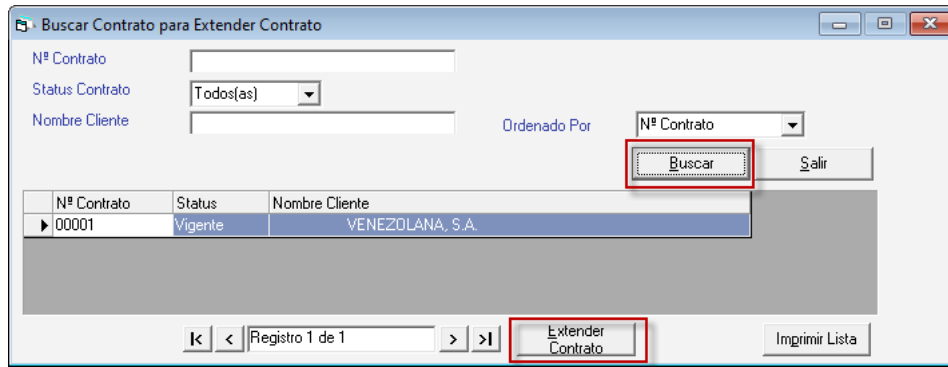 Buscar Contrato para Extender Contrato
Nº Contrato
Status Contrato Todos(as)
Nombre Cliente Ordenado Por Nº Contrato
Buscar Salir
Nº Contrato Status Nombre Cliente
00001 Vigente VENEZOLANA, S.A.
Registro 1 de 1
Extender
Contrato
Imprimir Lista